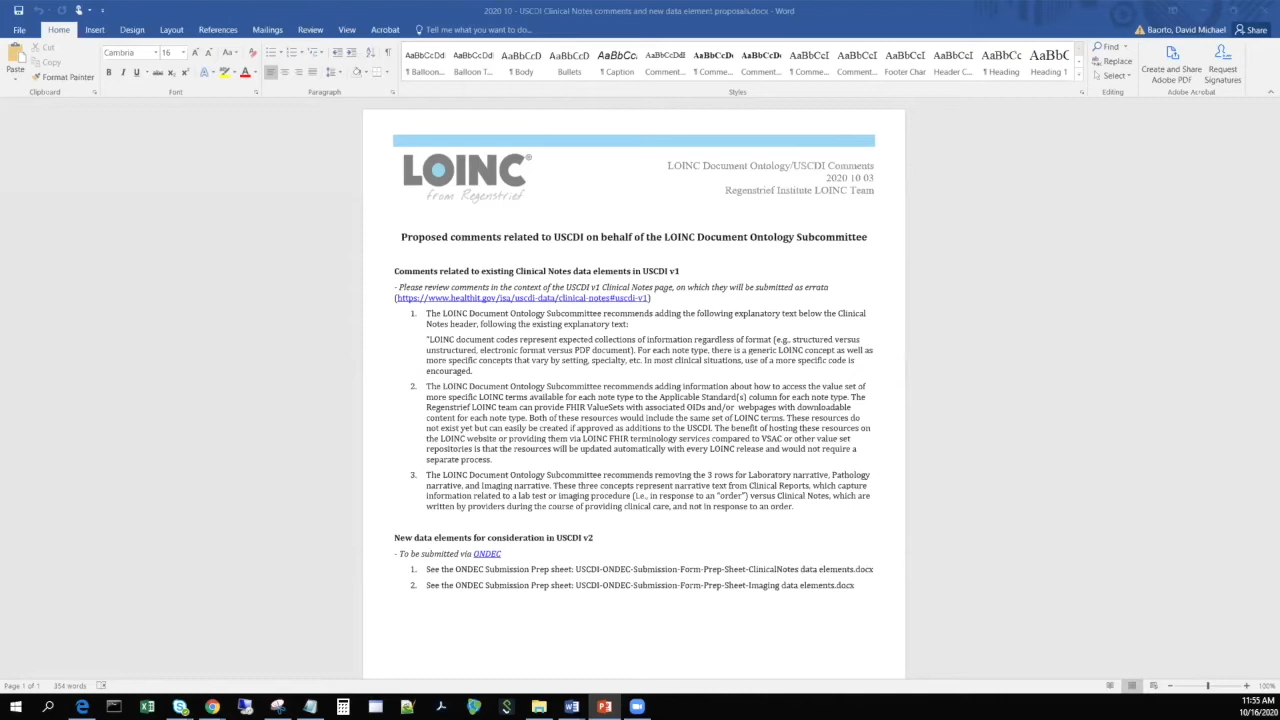 2020 10 - USCDI Clinical Notes comments and new data element proposals.docx - Word
Baorto, David Michael
Share
File
Home
Insert
Design
Layout
References
Mailings
Review
View
Acrobat
Tell me what you want to do
Paste
Cut
Copy
Format Painter
Cambria
16
AaBbCcDdI
AaBbCcDdI
AaBbCcD
AaBbCcD
AaBbCc
AaBbCcDdI
AaBbCcD
AaBbCcDd
AaBbCcI
AaBbCcI
AaBbCcI
AaBbCcI
AaBbCc
AaBbC
¶ Balloon...
Balloon T...
¶ Body
Bullets
¶ Caption
Comment...
¶ Comme...
Comment...
¶ Comme...
Comment...
Footer Char
Header C...
¶ Heading
Heading 1
Find
Replace
Select
Create and Share
Adobe PDF
Request
Signatures
Clipboard
Font
Paragraph
Styles
Editing
Adobe Acrobat
LOINC®
from Regenstrief
LOINC Document Ontology/USCDI Comments
2020 10 03
Regenstrief Institute LOINC Team
Proposed comments related to USCDI on behalf of the LOINC Document Ontology Subcommittee
Comments related to existing Clinical Notes data elements in USCDI v1
- Please review comments in the context of the USCDI v1 Clinical Notes page, on which they will be submitted as errata
(https://www.healthit.gov/isa/uscdi-data/clinical-notes#uscdi-v1)
1. The LOINC Document Ontology Subcommittee recommends adding the following explanatory text below the Clinical
Notes header, following the existing explanatory text:
"LOINC document codes represent expected collections of information regardless of format (e.g., structured versus
unstructured, electronic format versus PDF document). For each note type, there is a generic LOINC concept as well as
more specific concepts that vary by setting, specialty, etc. In most clinical situations, use of a more specific code is
encouraged.
2. The LOINC Document Ontology Subcommittee recommends adding information about how to access the value set of
more specific LOINC terms available for each note type to the Applicable Standard(s) column for each note type. The
Regenstrief LOINC team can provide FHIR ValueSets with associated OIDs and/or webpages with downloadable
content for each note type. Both of these resources would include the same set of LOINC terms. These resources do
not exist yet but can easily be created if approved as additions to the USCDI. The benefit of hosting these resources on
the LOINC website or providing them via LOINC FHIR terminology services compared to VSAC or other value set
repositories is that the resources will be updated automatically with every LOINC release and would not require a
separate process.
3. The LOINC Document Ontology Subcommittee recommends removing the 3 rows for Laboratory narrative, Pathology
narrative, and Imaging narrative. These three concepts represent narrative text from Clinical Reports, which capture
information related to a lab test or imaging procedure (i.e., in response to an "order") versus Clinical Notes, which are
written by providers during the course of providing clinical care, and not in response to an order.
New data elements for consideration in USCDI v2
- To be submitted via ONDEC
1. See the ONDEC Submission Prep sheet: USCDI-ONDEC-Submission-Form-Prep-Sheet-ClinicalNotes data elements.docx
2. See the ONDEC Submission Prep sheet: USCDI-ONDEC-Submission-Form-Prep-Sheet-Imaging data elements.docx
Page 1 of 1
354 words
100%
11:55 AM
10/16/2020